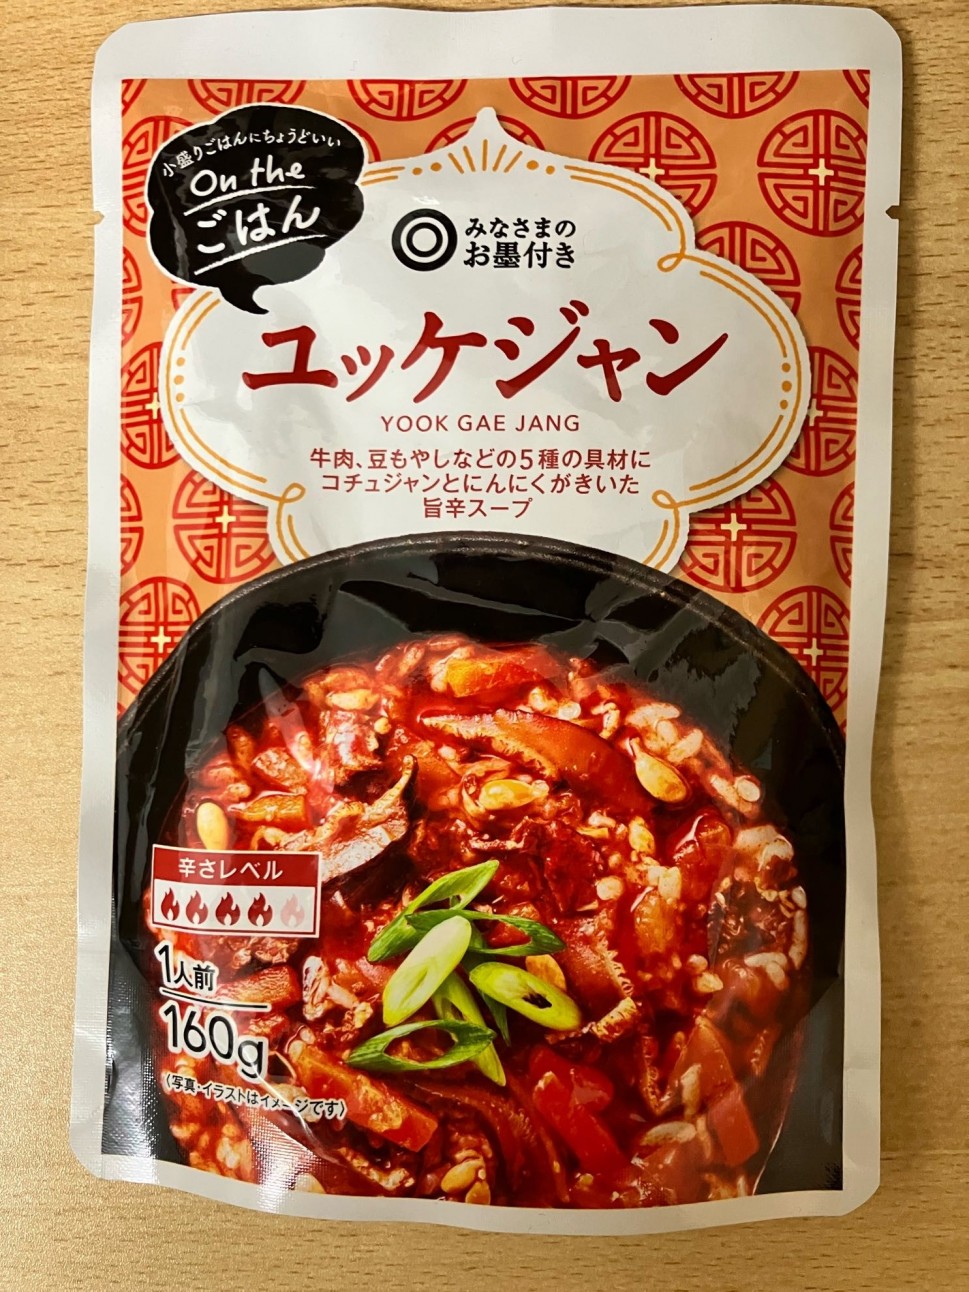 小盛りごはんにちょうどいい
On the
ごはん
みなさまの
お墨付き
ユッケジャン
YOOK GAE JANG
牛肉、豆もやしなどの5種の具材に
コチュジャンとにんにくがきいた
旨辛スープ
辛さレベル
1人前
160g
(写真・イラストはイメージです)